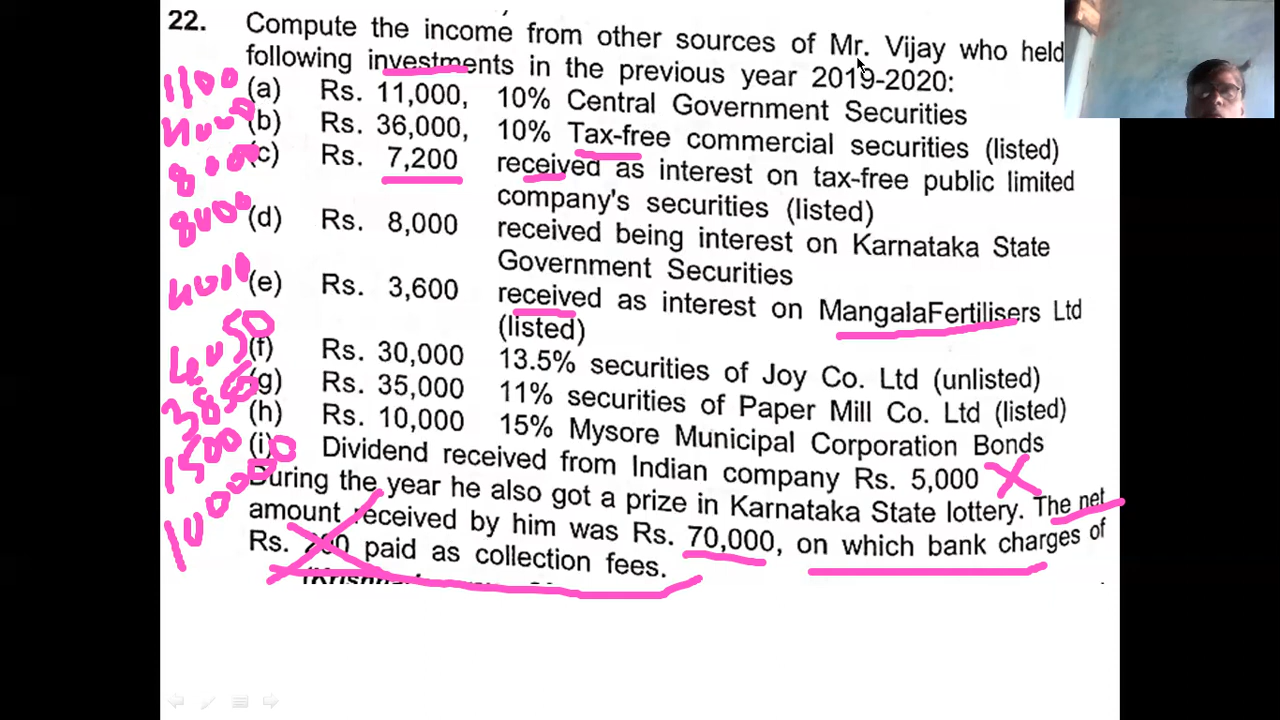 22. Compute the income from other sources of Mr. Vijay who held
following investments in the previous year 2019-2020:
1100 (a) Rs. 11,000, 10% Central Government Securities
4000 (b) Rs. 36,000, 10% Tax-free commercial securities (listed)
8000 (c) Rs. 7,200 received as interest on tax-free public limited
company's securities (listed)
8000 (d) Rs. 8,000 received being interest on Karnataka State
Government Securities
4000 (e) Rs. 3,600 received as interest on MangalaFertilisers Ltd
(listed)
4050 (f) Rs. 30,000 13.5% securities of Joy Co. Ltd (unlisted)
3850 (g) Rs. 35,000 11% securities of Paper Mill Co. Ltd (listed)
1500 (h) Rs. 10,000 15% Mysore Municipal Corporation Bonds
(i) Dividend received from Indian company Rs. 5,000
100000 During the year he also got a prize in Karnataka State lottery. The net
amount received by him was Rs. 70,000, on which bank charges of
Rs. 200 paid as collection fees.